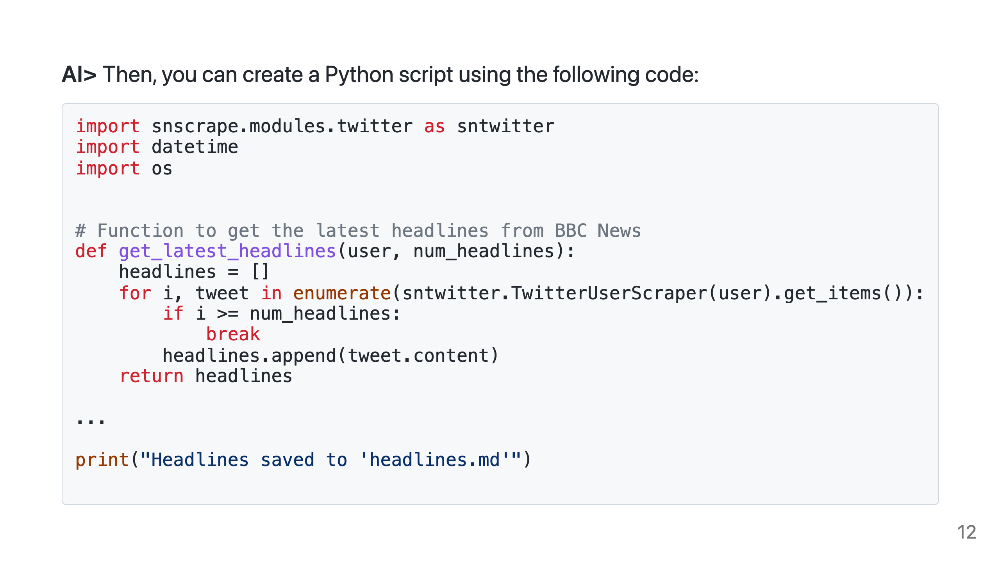 AI> Then, you can create a Python script using the following code:
import snscrape.modules.twitter as sntwitter
import datetime
import os
# Function to get the latest headlines from BBC News
def get_latest_headlines(user, num_headlines):
    headlines = []
    for i, tweet in enumerate(sntwitter.TwitterUserScraper(user).get_items()):
        if i >= num_headlines:
            break
        headlines.append(tweet.content)
    return headlines
...
print("Headlines saved to 'headlines.md'")
12